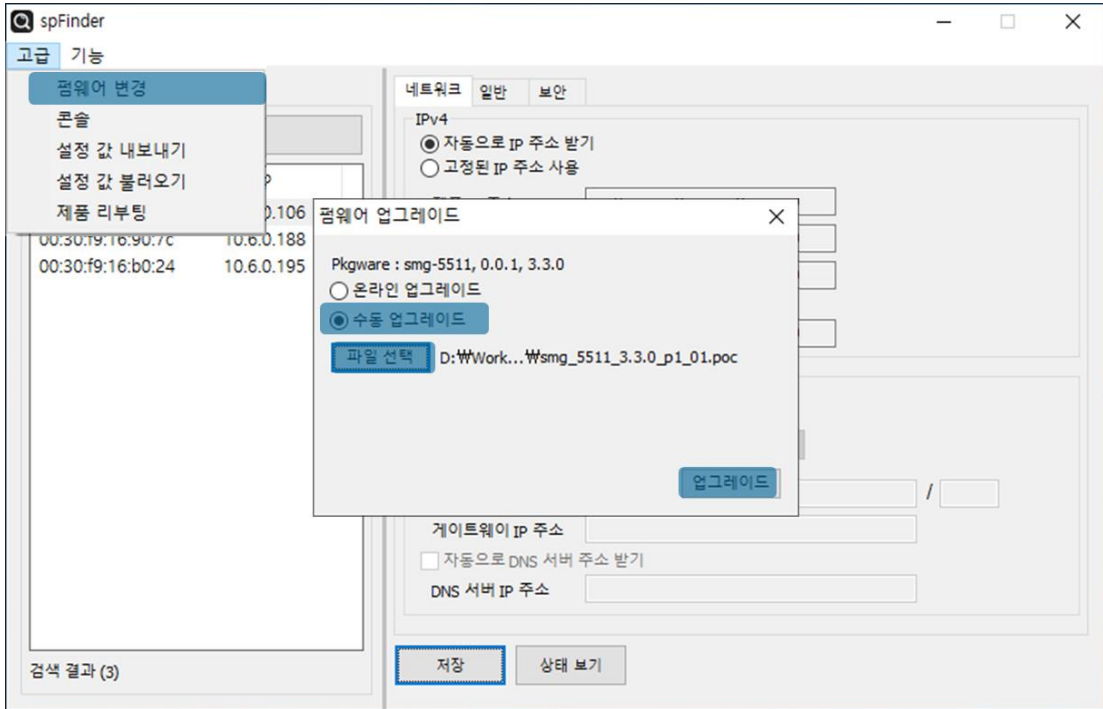 spFinder
고급 기능
펌웨어 변경
콘솔
설정 값 내보내기
설정 값 불러오기
제품 리부팅
0.106
00:30:f9:16:90:7c 10.6.0.188
00:30:f9:16:b0:24 10.6.0.195
검색 결과 (3)
네트워크 일반 보안
IPv4
자동으로 IP 주소 받기
고정된 IP 주소 사용
펌웨어 업그레이드
Pkgware : smg-5511, 0.0.1, 3.3.0
온라인 업그레이드
수동 업그레이드
파일 선택 D:₩Work...₩smg_5511_3.3.0_p1_01.poc
업그레이드
/
게이트웨이 IP 주소
자동으로 DNS 서버 주소 받기
DNS 서버 IP 주소
저장 상태 보기